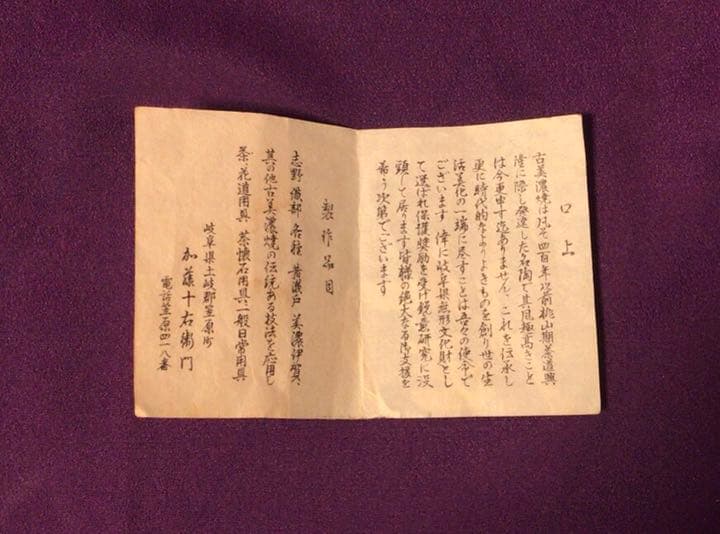 口上
古美濃焼は凡そ四百年以前桃山期茶道興
隆に際し発達した名陶で其風趣高きこと
は今更申す迄ありません、これを伝承し
更に時代的なよりよきものを創り世の生
活美化の一端に尽すことは吾々の使命で
ございます 偉に岐阜県無形文化財とし
て選ばれ保護奨励を受け鋭意研究に没
頭して居ります皆様の絶大なる御支援を
希う次第でございます
製作品目
志野 織部 各種 黄瀬戸 美濃伊賀、
其の他古美濃焼の伝統ある技法を応用し
茶、花道用具 茶懐石用具、一般日常用具
岐阜県土岐郡笠原町
加藤十右衛門
電話笠原四一八番